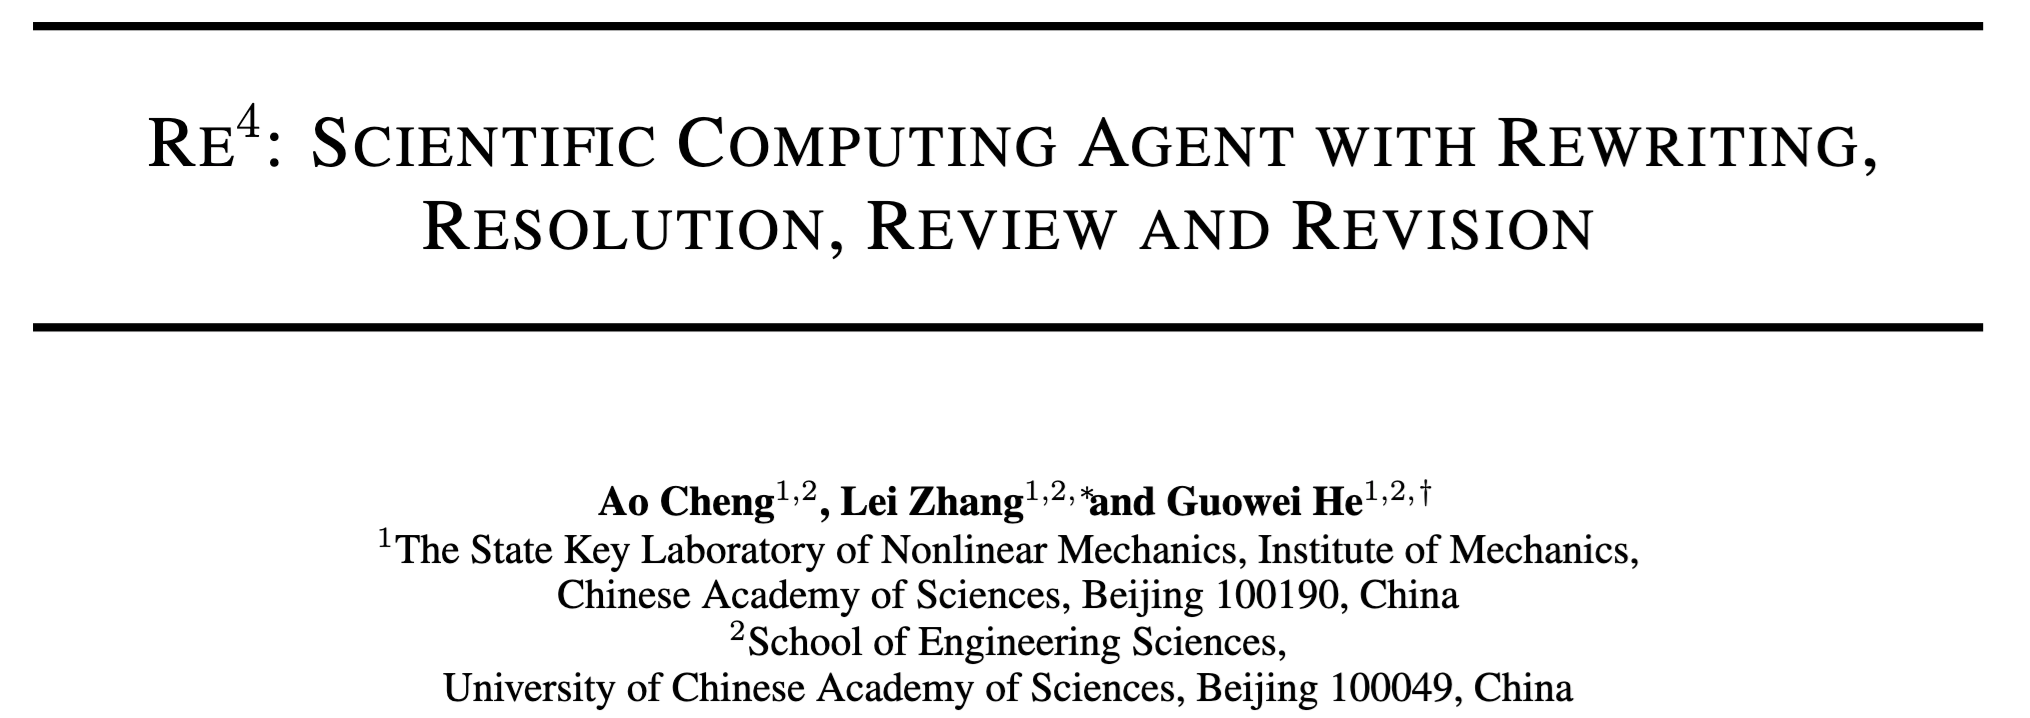 RE⁴: SCIENTIFIC COMPUTING AGENT WITH REWRITING,
RESOLUTION, REVIEW AND REVISION
Ao Cheng¹,², Lei Zhang¹,²,*and Guowei He¹,²,†
¹The State Key Laboratory of Nonlinear Mechanics, Institute of Mechanics,
Chinese Academy of Sciences, Beijing 100190, China
²School of Engineering Sciences,
University of Chinese Academy of Sciences, Beijing 100049, China